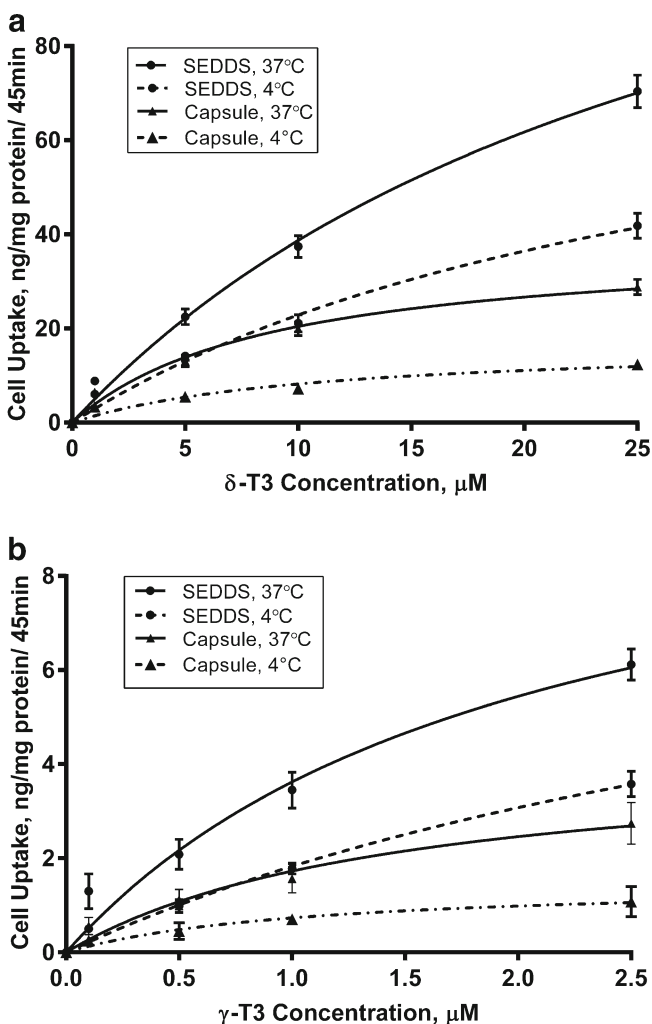 a
80
60
40
20
0
Cell Uptake, ng/mg protein/ 45min
SEDDS, 37°C
SEDDS, 4°C
Capsule, 37°C
Capsule, 4°C
0 5 10 15 20 25
δ-T3 Concentration, μM
b
8
6
4
2
0
Cell Uptake, ng/mg protein/ 45min
SEDDS, 37°C
SEDDS, 4°C
Capsule, 37°C
Capsule, 4°C
0.0 0.5 1.0 1.5 2.0 2.5
γ-T3 Concentration, μM